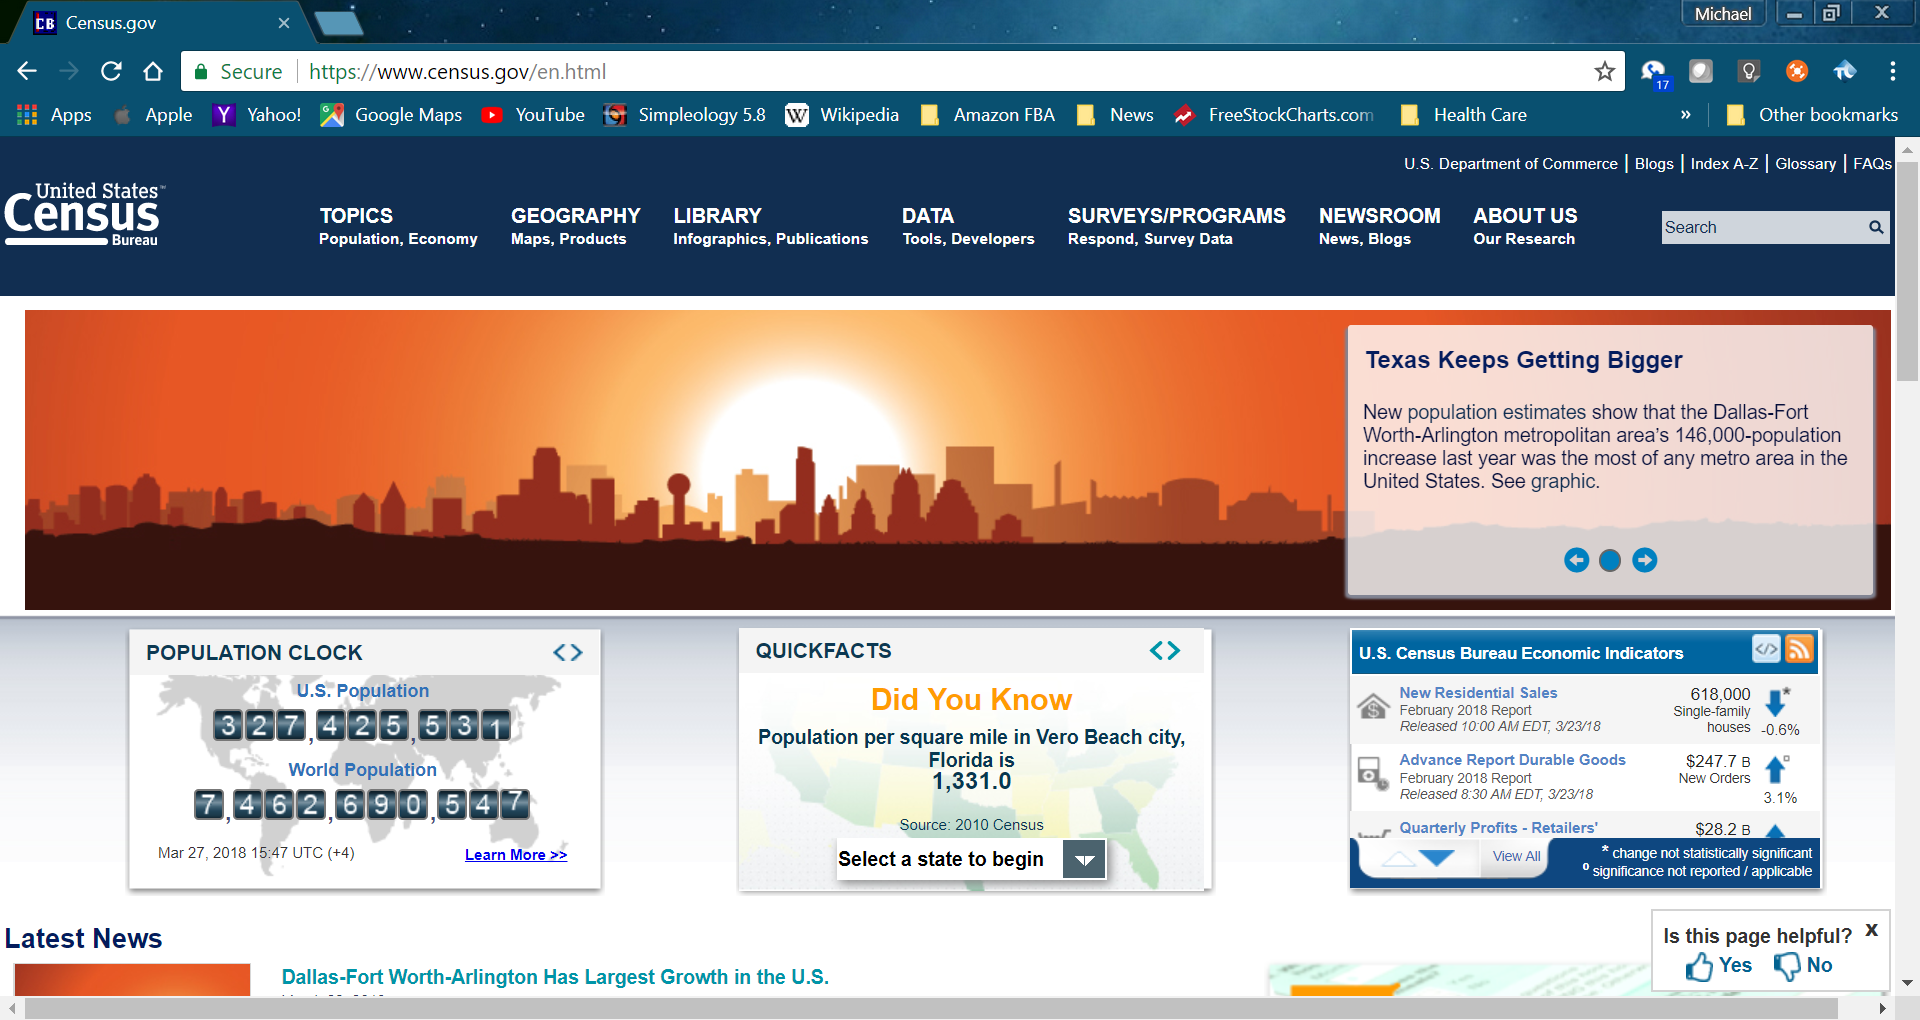 CB Census.gov
Michael
Secure https://www.census.gov/en.html
17
Apps Apple Yahoo! Google Maps YouTube Simpleology 5.8 Wikipedia Amazon FBA News FreeStockCharts.com Health Care » Other bookmarks
U.S. Department of Commerce | Blogs | Index A-Z | Glossary | FAQs
United States™
Census
Bureau
TOPICS GEOGRAPHY LIBRARY DATA SURVEYS/PROGRAMS NEWSROOM ABOUT US
Population, Economy Maps, Products Infographics, Publications Tools, Developers Respond, Survey Data News, Blogs Our Research
Search
Texas Keeps Getting Bigger
New population estimates show that the Dallas-Fort
Worth-Arlington metropolitan area's 146,000-population
increase last year was the most of any metro area in the
United States. See graphic.
POPULATION CLOCK
U.S. Population
327,425,531
World Population
7,462,690,547
Mar 27, 2018 15:47 UTC (+4) Learn More >>
QUICKFACTS
Did You Know
Population per square mile in Vero Beach city,
Florida is
1,331.0
Source: 2010 Census
Select a state to begin
U.S. Census Bureau Economic Indicators
New Residential Sales 618,000 *
February 2018 Report Single-family
Released 10:00 AM EDT, 3/23/18 houses -0.6%
Advance Report Durable Goods $247.7 B o
February 2018 Report New Orders
Released 8:30 AM EDT, 3/23/18 3.1%
Quarterly Profits - Retailers' $28.2 B
View All
* change not statistically significant
o significance not reported / applicable
Latest News
Dallas-Fort Worth-Arlington Has Largest Growth in the U.S.
Is this page helpful? x
Yes No